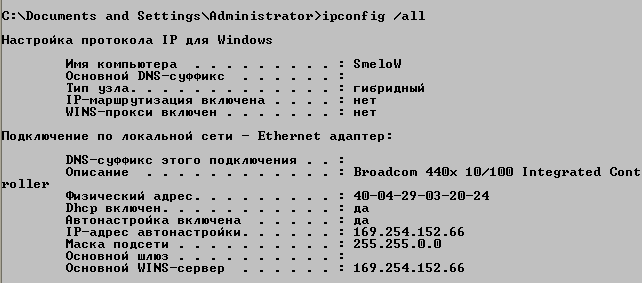 C:\Documents and Settings\Administrator>ipconfig /all
Настройка протокола IP для Windows
Имя компьютера . . . . . . . . . : SmeloW
Основной DNS-суффикс . . . . . . :
Тип узла. . . . . . . . . . . . . : гибридный
IP-маршрутизация включена . . . . : нет
WINS-прокси включен . . . . . . . : нет
Подключение по локальной сети - Ethernet адаптер:
DNS-суффикс этого подключения . . :
Описание . . . . . . . . . . . . : Broadcom 440x 10/100 Integrated Cont
roller
Физический адрес. . . . . . . . . : 40-04-29-03-20-24
Dhcp включен. . . . . . . . . . . : да
Автонастройка включена . . . . . : да
IP-адрес автонастройки. . . . . . : 169.254.152.66
Маска подсети . . . . . . . . . . : 255.255.0.0
Основной шлюз . . . . . . . . . . :
Основной WINS-сервер . . . . . . : 169.254.152.66